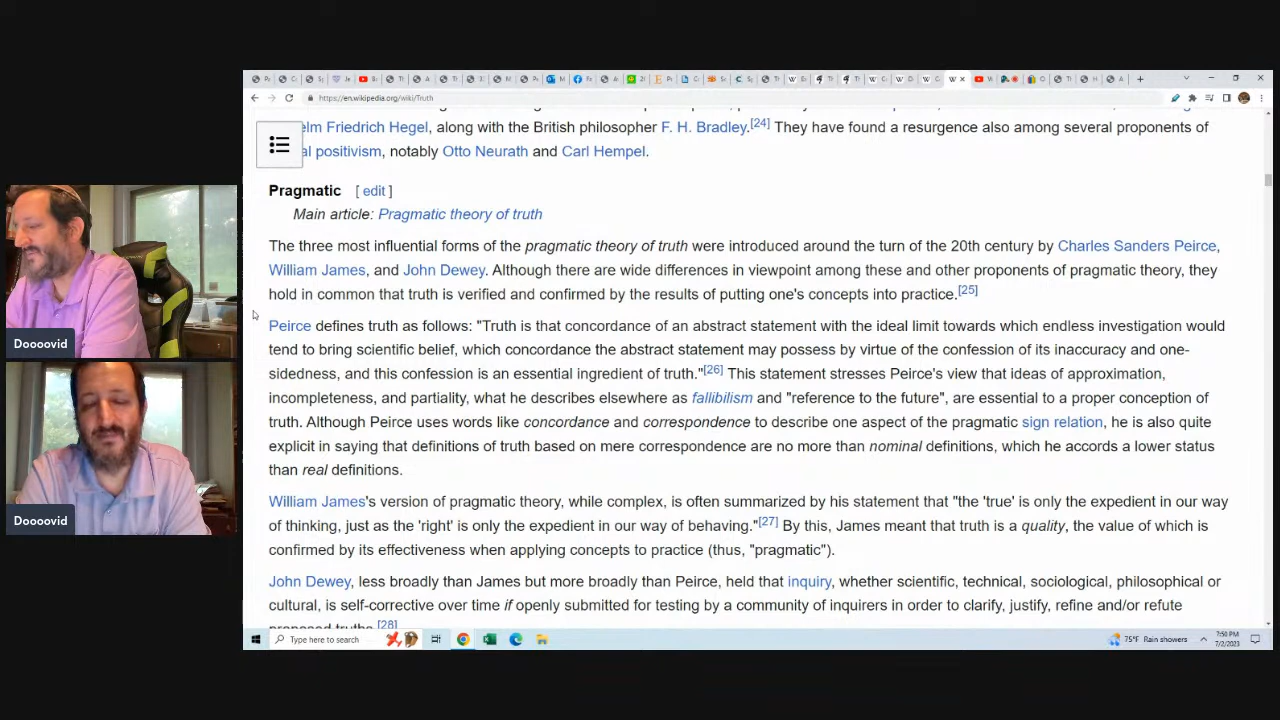 https://en.wikipedia.org/wiki/Truth
elm Friedrich Hegel, along with the British philosopher F. H. Bradley.[24] They have found a resurgence also among several proponents of
al positivism, notably Otto Neurath and Carl Hempel.
Pragmatic [ edit ]
Main article: Pragmatic theory of truth
The three most influential forms of the pragmatic theory of truth were introduced around the turn of the 20th century by Charles Sanders Peirce,
William James, and John Dewey. Although there are wide differences in viewpoint among these and other proponents of pragmatic theory, they
hold in common that truth is verified and confirmed by the results of putting one's concepts into practice.[25]
Peirce defines truth as follows: "Truth is that concordance of an abstract statement with the ideal limit towards which endless investigation would
tend to bring scientific belief, which concordance the abstract statement may possess by virtue of the confession of its inaccuracy and one-
sidedness, and this confession is an essential ingredient of truth."[26] This statement stresses Peirce's view that ideas of approximation,
incompleteness, and partiality, what he describes elsewhere as fallibilism and "reference to the future", are essential to a proper conception of
truth. Although Peirce uses words like concordance and correspondence to describe one aspect of the pragmatic sign relation, he is also quite
explicit in saying that definitions of truth based on mere correspondence are no more than nominal definitions, which he accords a lower status
than real definitions.
William James's version of pragmatic theory, while complex, is often summarized by his statement that "the 'true' is only the expedient in our way
of thinking, just as the 'right' is only the expedient in our way of behaving."[27] By this, James meant that truth is a quality, the value of which is
confirmed by its effectiveness when applying concepts to practice (thus, "pragmatic").
John Dewey, less broadly than James but more broadly than Peirce, held that inquiry, whether scientific, technical, sociological, philosophical or
cultural, is self-corrective over time if openly submitted for testing by a community of inquirers in order to clarify, justify, refine and/or refute
proposed truths.[28]
Type here to search
75°F Rain showers
7:50 PM
7/2/2023
Doooovid
Doooovid